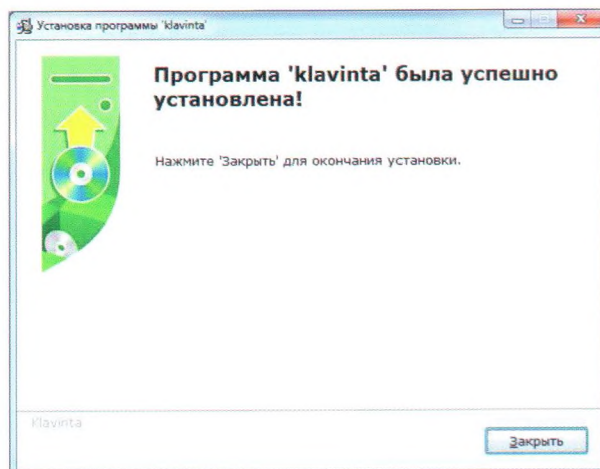 Установка программы 'klavinta'
Программа 'klavinta' была успешно
установлена!
Нажмите 'Закрыть' для окончания установки.
Klavinta
Закрыть